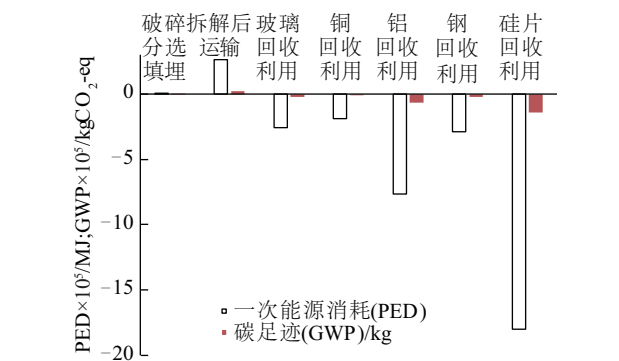 破碎拆解后 玻璃 铜 铝 钢 硅片
分选 运输 回收 回收 回收 回收 回收
填埋 利用 利用 利用 利用 利用
0
−5
−10
−15
−20
PED×10⁵/MJ;GWP×10⁵/kgCO₂-eq
一次能源消耗(PED)
碳足迹(GWP)/kg